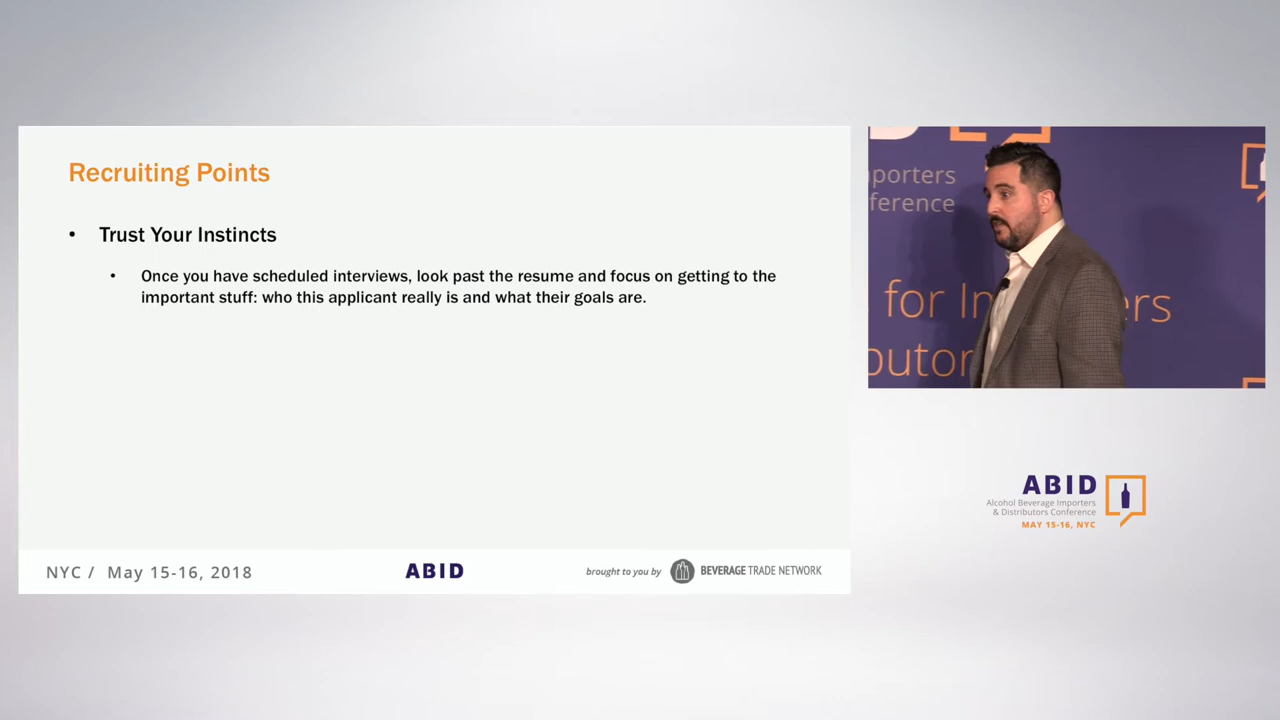 Recruiting Points
• Trust Your Instincts
• Once you have scheduled interviews, look past the resume and focus on getting to the
important stuff: who this applicant really is and what their goals are.
NYC / May 15-16, 2018
ABID
brought to you by
BEVERAGE TRADE NETWORK
porters
ference
for In
ers
butor
ABID
Alcohol Beverage Importers
& Distributors Conference
MAY 15-16, NYC